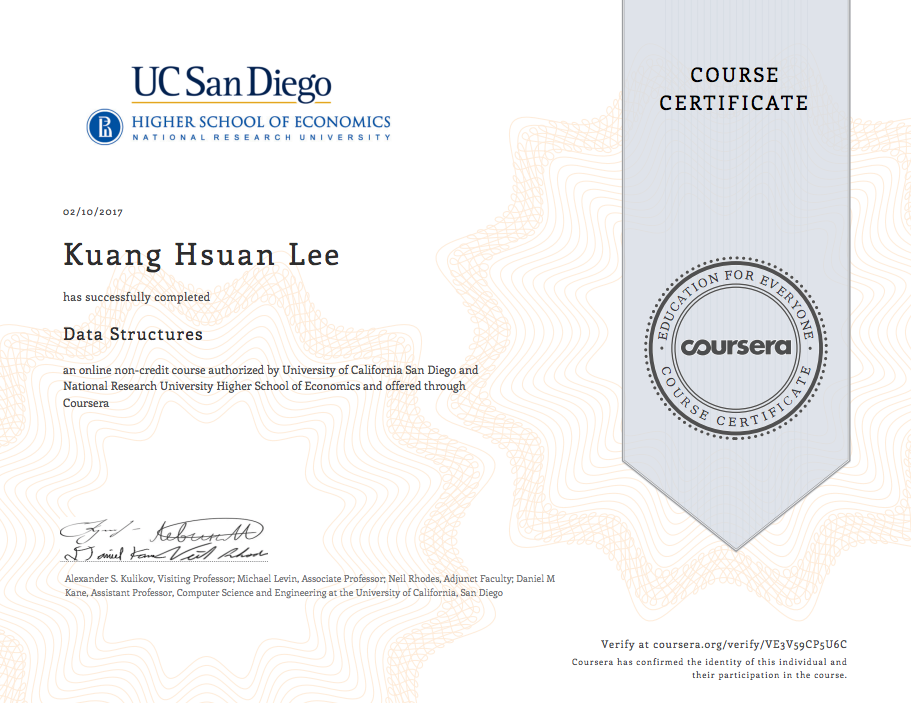 UC San Diego
HIGHER SCHOOL OF ECONOMICS
NATIONAL RESEARCH UNIVERSITY
COURSE
CERTIFICATE
02/10/2017
Kuang Hsuan Lee
has successfully completed
Data Structures
an online non-credit course authorized by University of California San Diego and
National Research University Higher School of Economics and offered through
Coursera
EDUCATION FOR EVERYONE
coursera
COURSE CERTIFICATE
Alexander S. Kulikov, Visiting Professor; Michael Levin, Associate Professor; Neil Rhodes, Adjunct Faculty; Daniel M
Kane, Assistant Professor, Computer Science and Engineering at the University of California, San Diego
Verify at coursera.org/verify/VE3V59CP5U6C
Coursera has confirmed the identity of this individual and
their participation in the course.